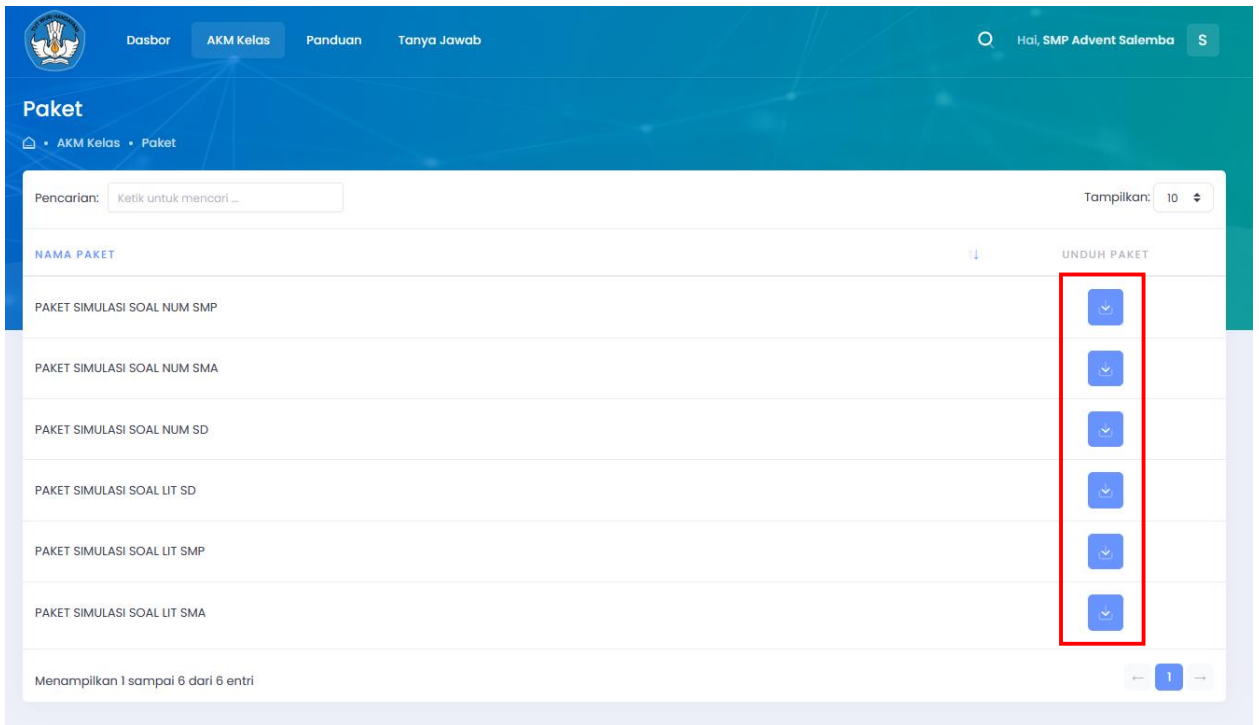 Dasbor AKM Kelas Panduan Tanya Jawab Hai, SMP Advent Salemba S
Paket
AKM Kelas • Paket
Pencarian: Ketik untuk mencari ... Tampilkan: 10
NAMA PAKET UNDUH PAKET
PAKET SIMULASI SOAL NUM SMP
PAKET SIMULASI SOAL NUM SMA
PAKET SIMULASI SOAL NUM SD
PAKET SIMULASI SOAL LIT SD
PAKET SIMULASI SOAL LIT SMP
PAKET SIMULASI SOAL LIT SMA
Menampilkan 1 sampai 6 dari 6 entri ← 1 →